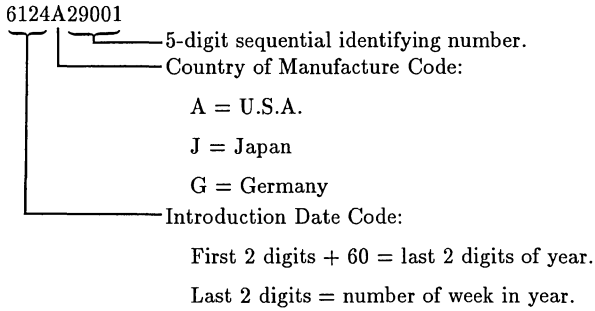 6124A29001
5-digit sequential identifying number.
Country of Manufacture Code:
A = U.S.A.
J = Japan
G = Germany
Introduction Date Code:
First 2 digits + 60 = last 2 digits of year.
Last 2 digits = number of week in year.